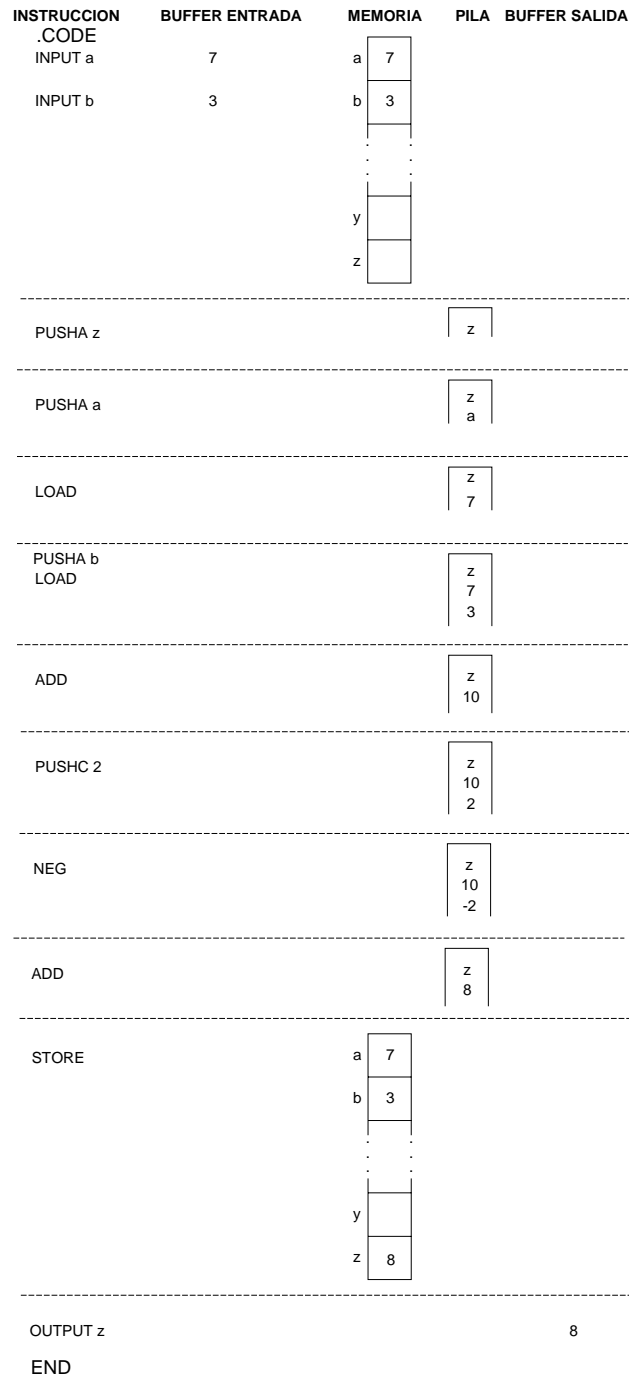 INSTRUCCION BUFFER ENTRADA MEMORIA PILA BUFFER SALIDA
.CODE
INPUT a 7 a 7
INPUT b 3 b 3
y
z
PUSHA z z
PUSHA a z
a
LOAD z
7
PUSHA b
LOAD z
7
3
ADD z
10
PUSHC 2 z
10
2
NEG z
10
-2
ADD z
8
STORE a 7
b 3
y
z 8
OUTPUT z 8
END